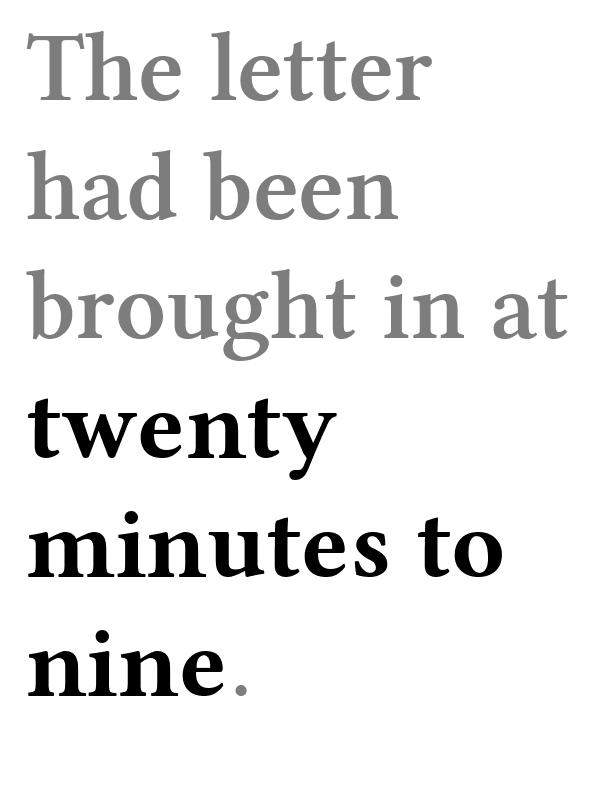 The letter
had been
brought in at
twenty
minutes to
nine.